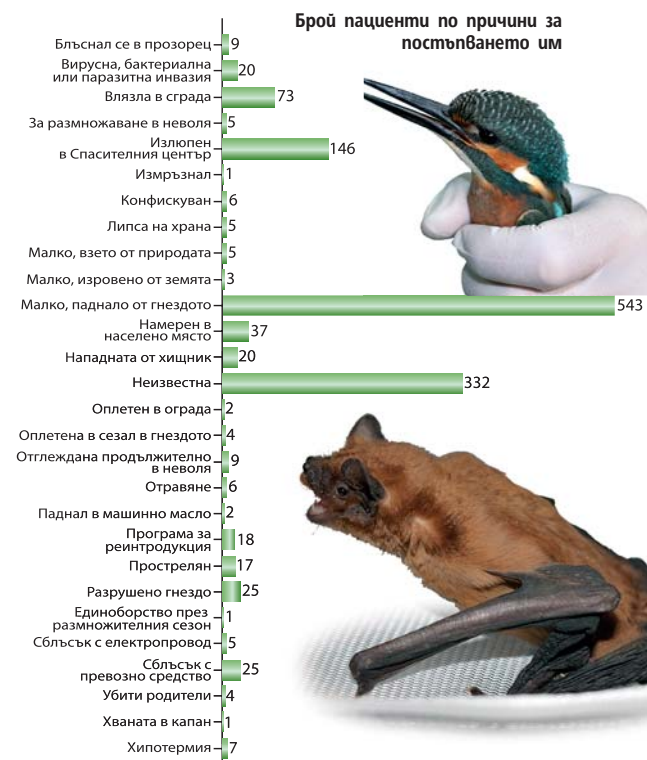 Брой пациенти по причини за
постъпването им
Блъснал се в прозорец 9
Вирусна, бактериална
или паразитна инвазия 20
Влязла в сграда 73
За размножаване в неволя 5
Излюпен
в Спасителния център 146
Измръзнал 1
Конфискуван 6
Липса на храна 5
Малко, взето от природата 5
Малко, изровено от земята 3
Малко, паднало от гнездото 543
Намерен в
населено място 37
Нападната от хищник 20
Неизвестна 332
Оплетен в ограда 2
Оплетена в сезал в гнездото 4
Отглеждана продължително
в неволя 9
Отравяне 6
Паднал в машинно масло 2
Програма за
реинтродукция 18
Прострелян 17
Разрушено гнездо 25
Единоборство през
размножителния сезон 1
Сблъсък с електропровод 5
Сблъсък с
превозно средство 25
Убити родители 4
Хваната в капан 1
Хипотермия 7